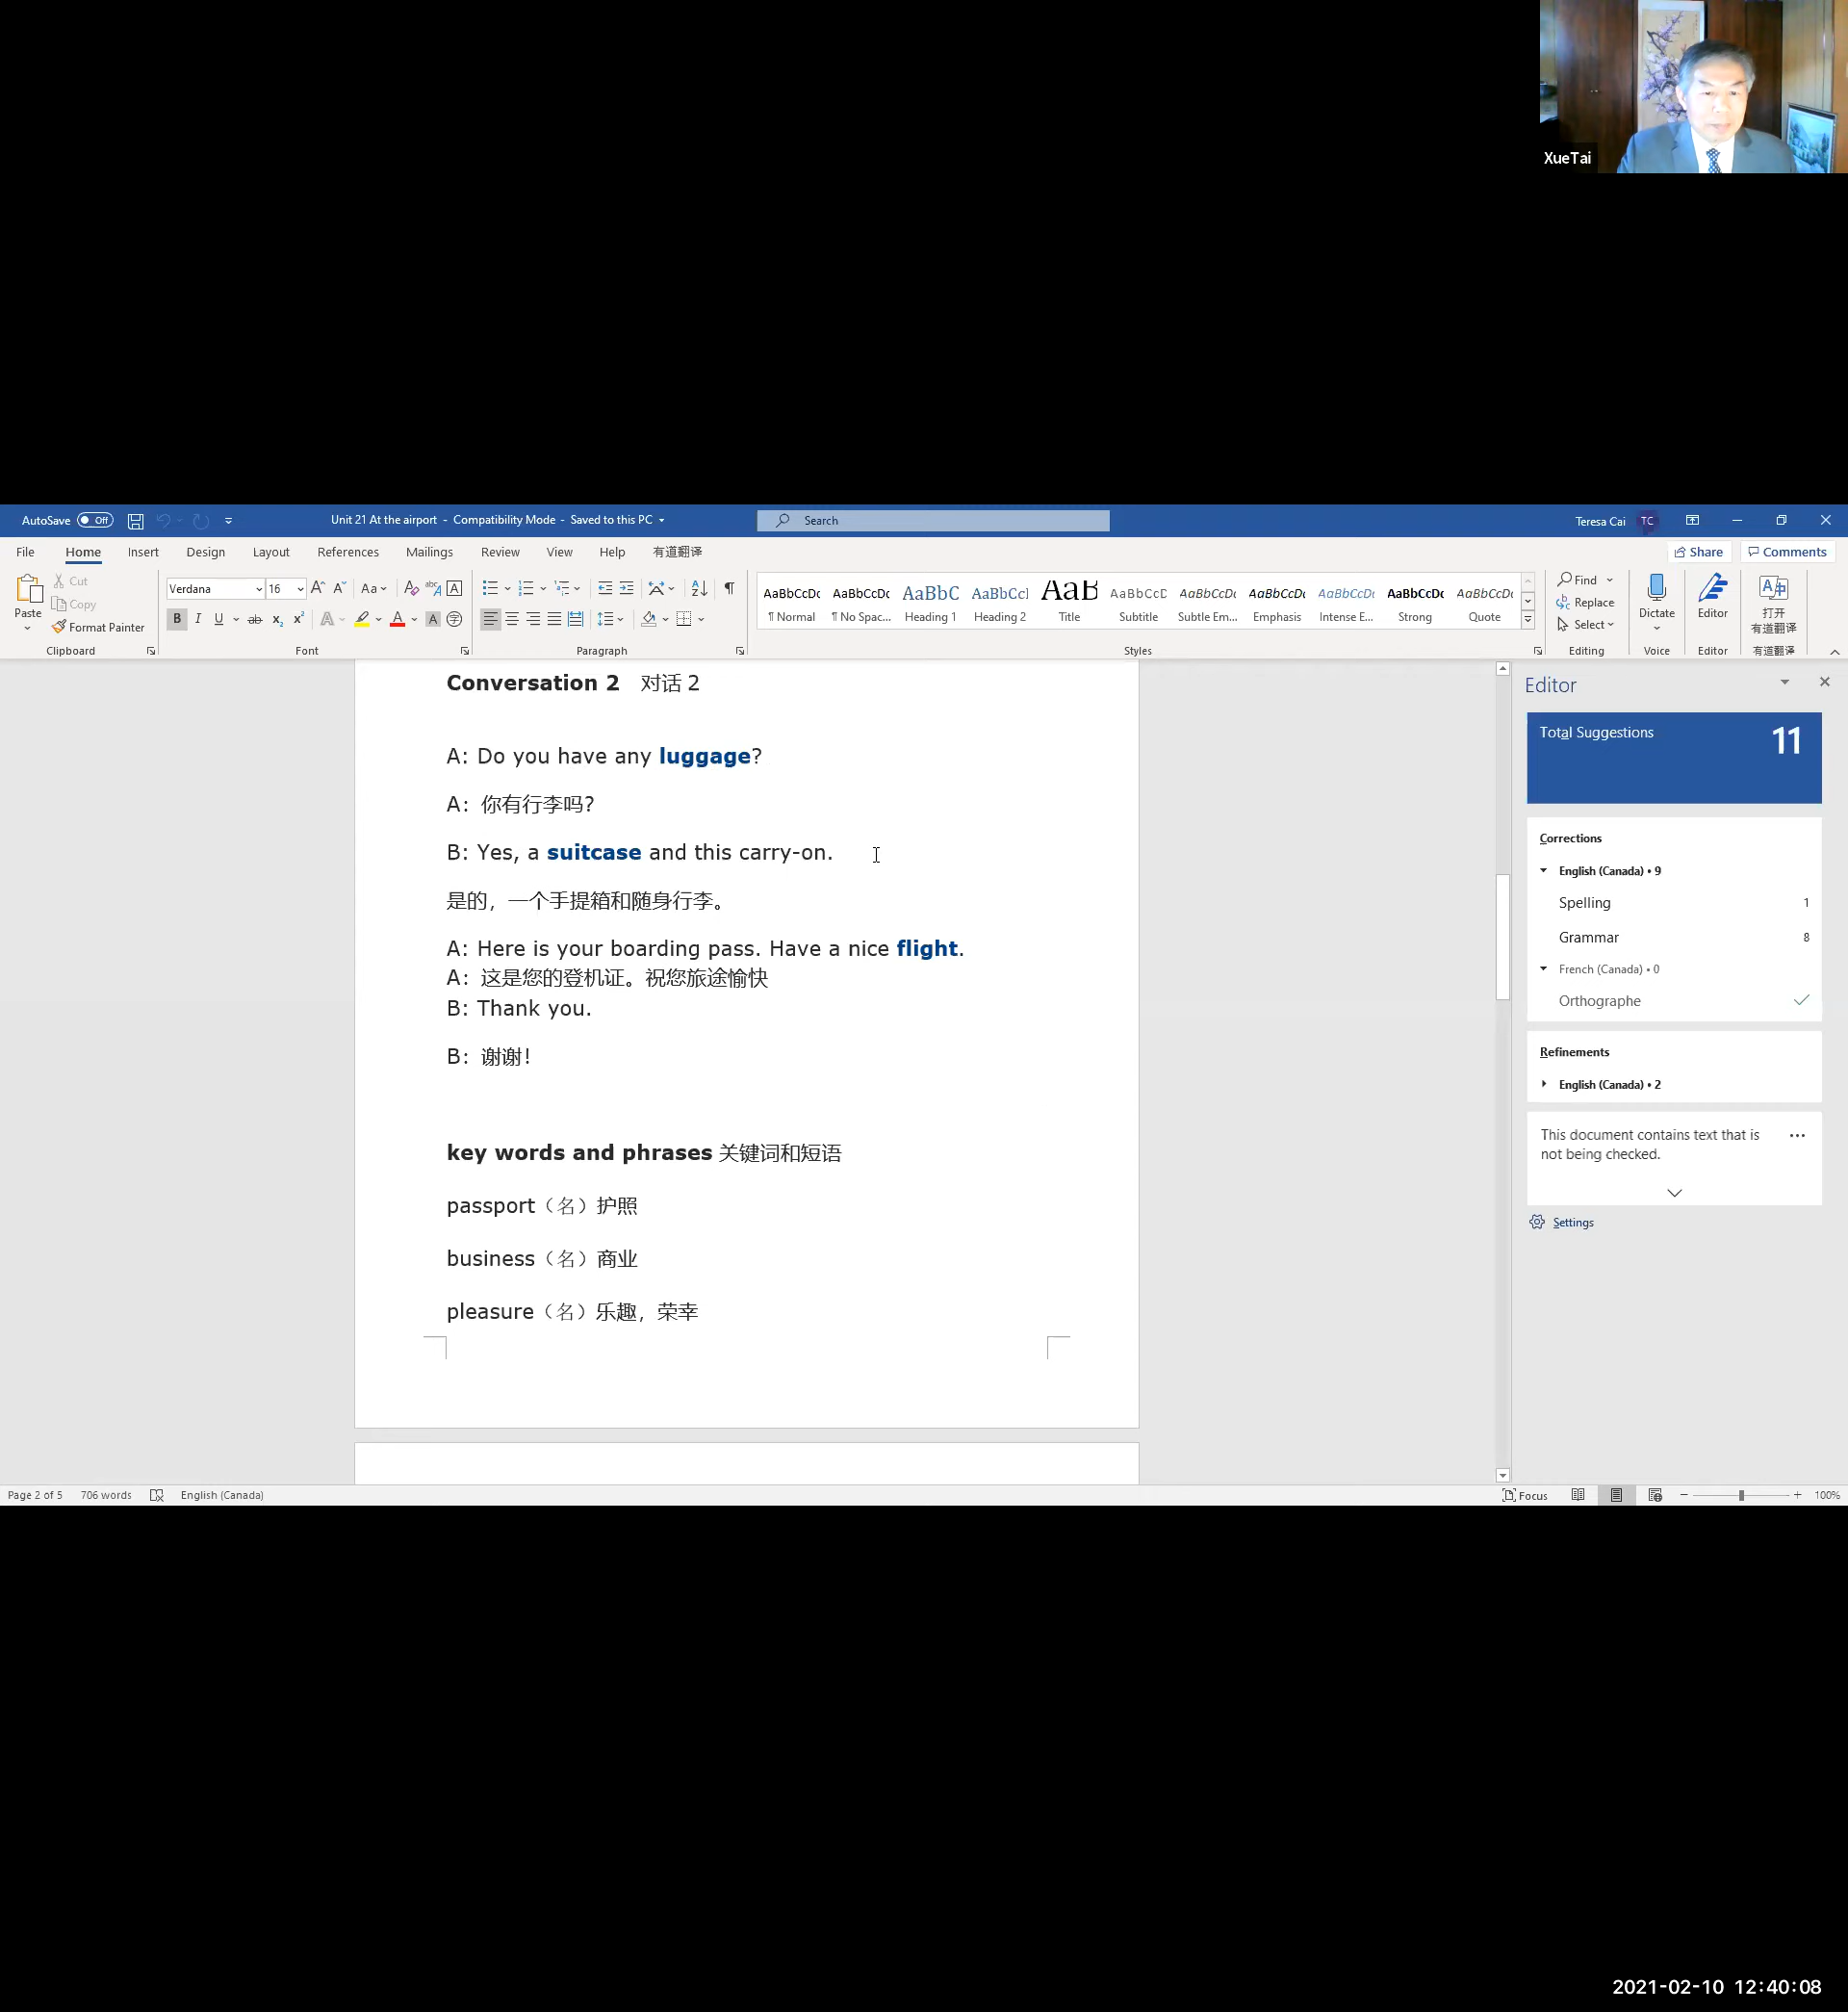 XueTai
AutoSave Off
Unit 21 At the airport - Compatibility Mode - Saved to this PC
Search
Teresa Cai TC
File Home Insert Design Layout References Mailings Review View Help 有道翻译
Share Comments
Paste
Cut
Copy
Format Painter
Clipboard
Verdana 16
Font
Paragraph
AaBbCcDc AaBbCcDc AaBbC AaBbCcI AaB AaBbCcD AaBbCcDc AaBbCcDc AaBbCcDc AaBbCcDc AaBbCcDc
¶ Normal ¶ No Spac... Heading 1 Heading 2 Title Subtitle Subtle Em... Emphasis Intense E... Strong Quote
Styles
Find
Replace
Select
Editing
Dictate
Voice
Editor
Editor
打开
有道翻译
有道翻译
Conversation 2 对话 2
A: Do you have any luggage?
A: 你有行李吗?
B: Yes, a suitcase and this carry-on.
是的，一个手提箱和随身行李。
A: Here is your boarding pass. Have a nice flight.
A: 这是您的登机证。祝您旅途愉快
B: Thank you.
B: 谢谢!
key words and phrases 关键词和短语
passport（名）护照
business（名）商业
pleasure（名）乐趣，荣幸
Editor
Total Suggestions 11
Corrections
English (Canada) • 9
Spelling 1
Grammar 8
French (Canada) • 0
Orthographe
Refinements
English (Canada) • 2
This document contains text that is
not being checked.
Settings
Page 2 of 5 706 words English (Canada)
Focus
100%
2021-02-10 12:40:08